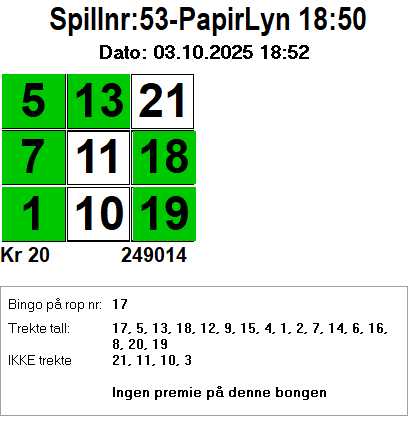 Spillnr:53-PapirLyn 18:50
Dato: 03.10.2025 18:52
5 13 21
7 11 18
1 10 19
Kr 20 249014
Bingo på rop nr: 17
Trekte tall: 17, 5, 13, 18, 12, 9, 15, 4, 1, 2, 7, 14, 6, 16,
8, 20, 19
IKKE trekte 21, 11, 10, 3
Ingen premie på denne bongen